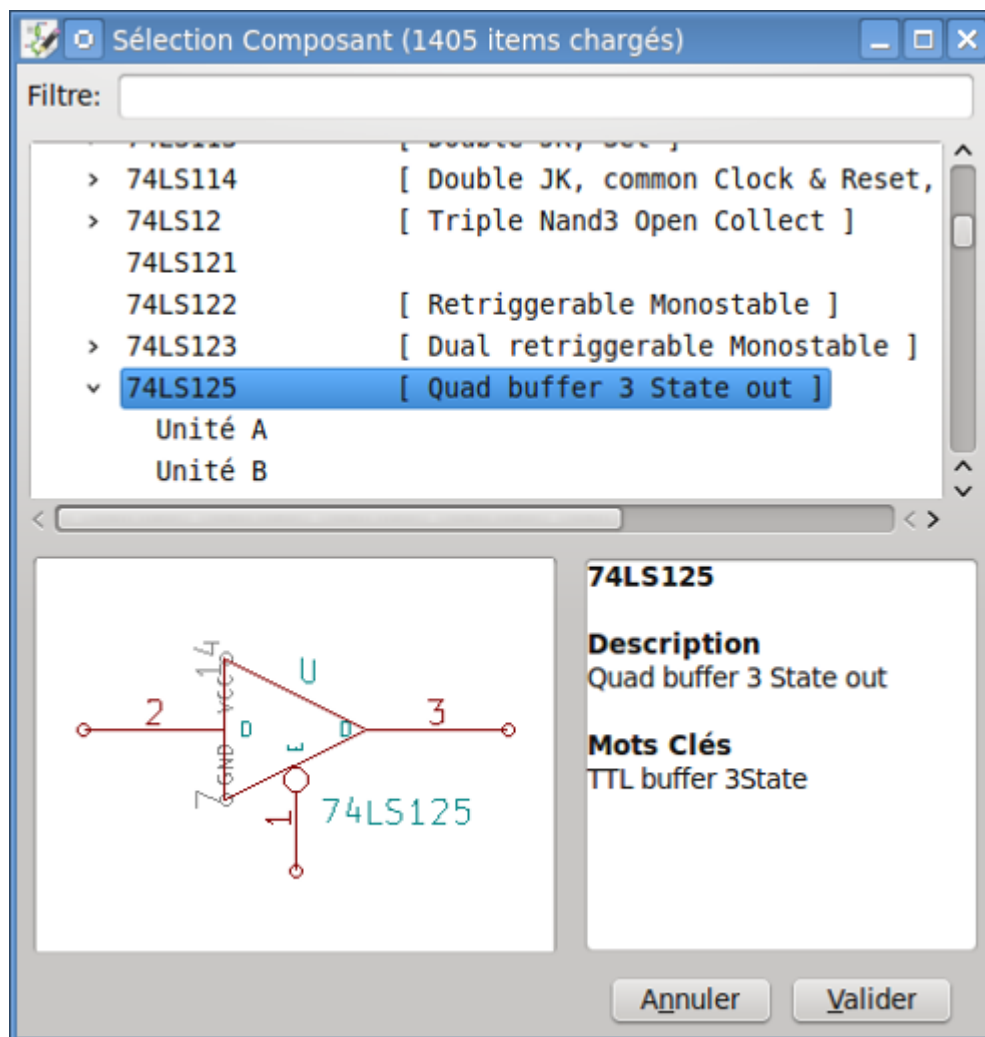 Sélection Composant (1405 items chargés)
Filtre:
74LS114 [ Double JK, common Clock & Reset,
74LS12 [ Triple Nand3 Open Collect ]
74LS121
74LS122 [ Retriggerable Monostable ]
74LS123 [ Dual retriggerable Monostable ]
74LS125 [ Quad buffer 3 State out ]
Unité A
Unité B
14
VCC
U
2
D
E
O
3
GND
7
1
74LS125
74LS125
Description
Quad buffer 3 State out
Mots Clés
TTL buffer 3State
Annuler
Valider